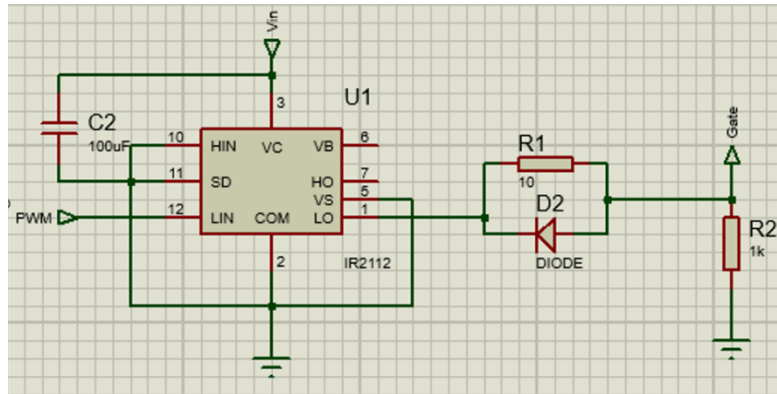 Vin
U1
3
C2
100uF
10
HIN
VC
VB
6
11
SD
HO
7
VS
5
PWM
12
LIN
COM
LO
1
2
IR2112
R1
10
D2
DIODE
Gate
R2
1k